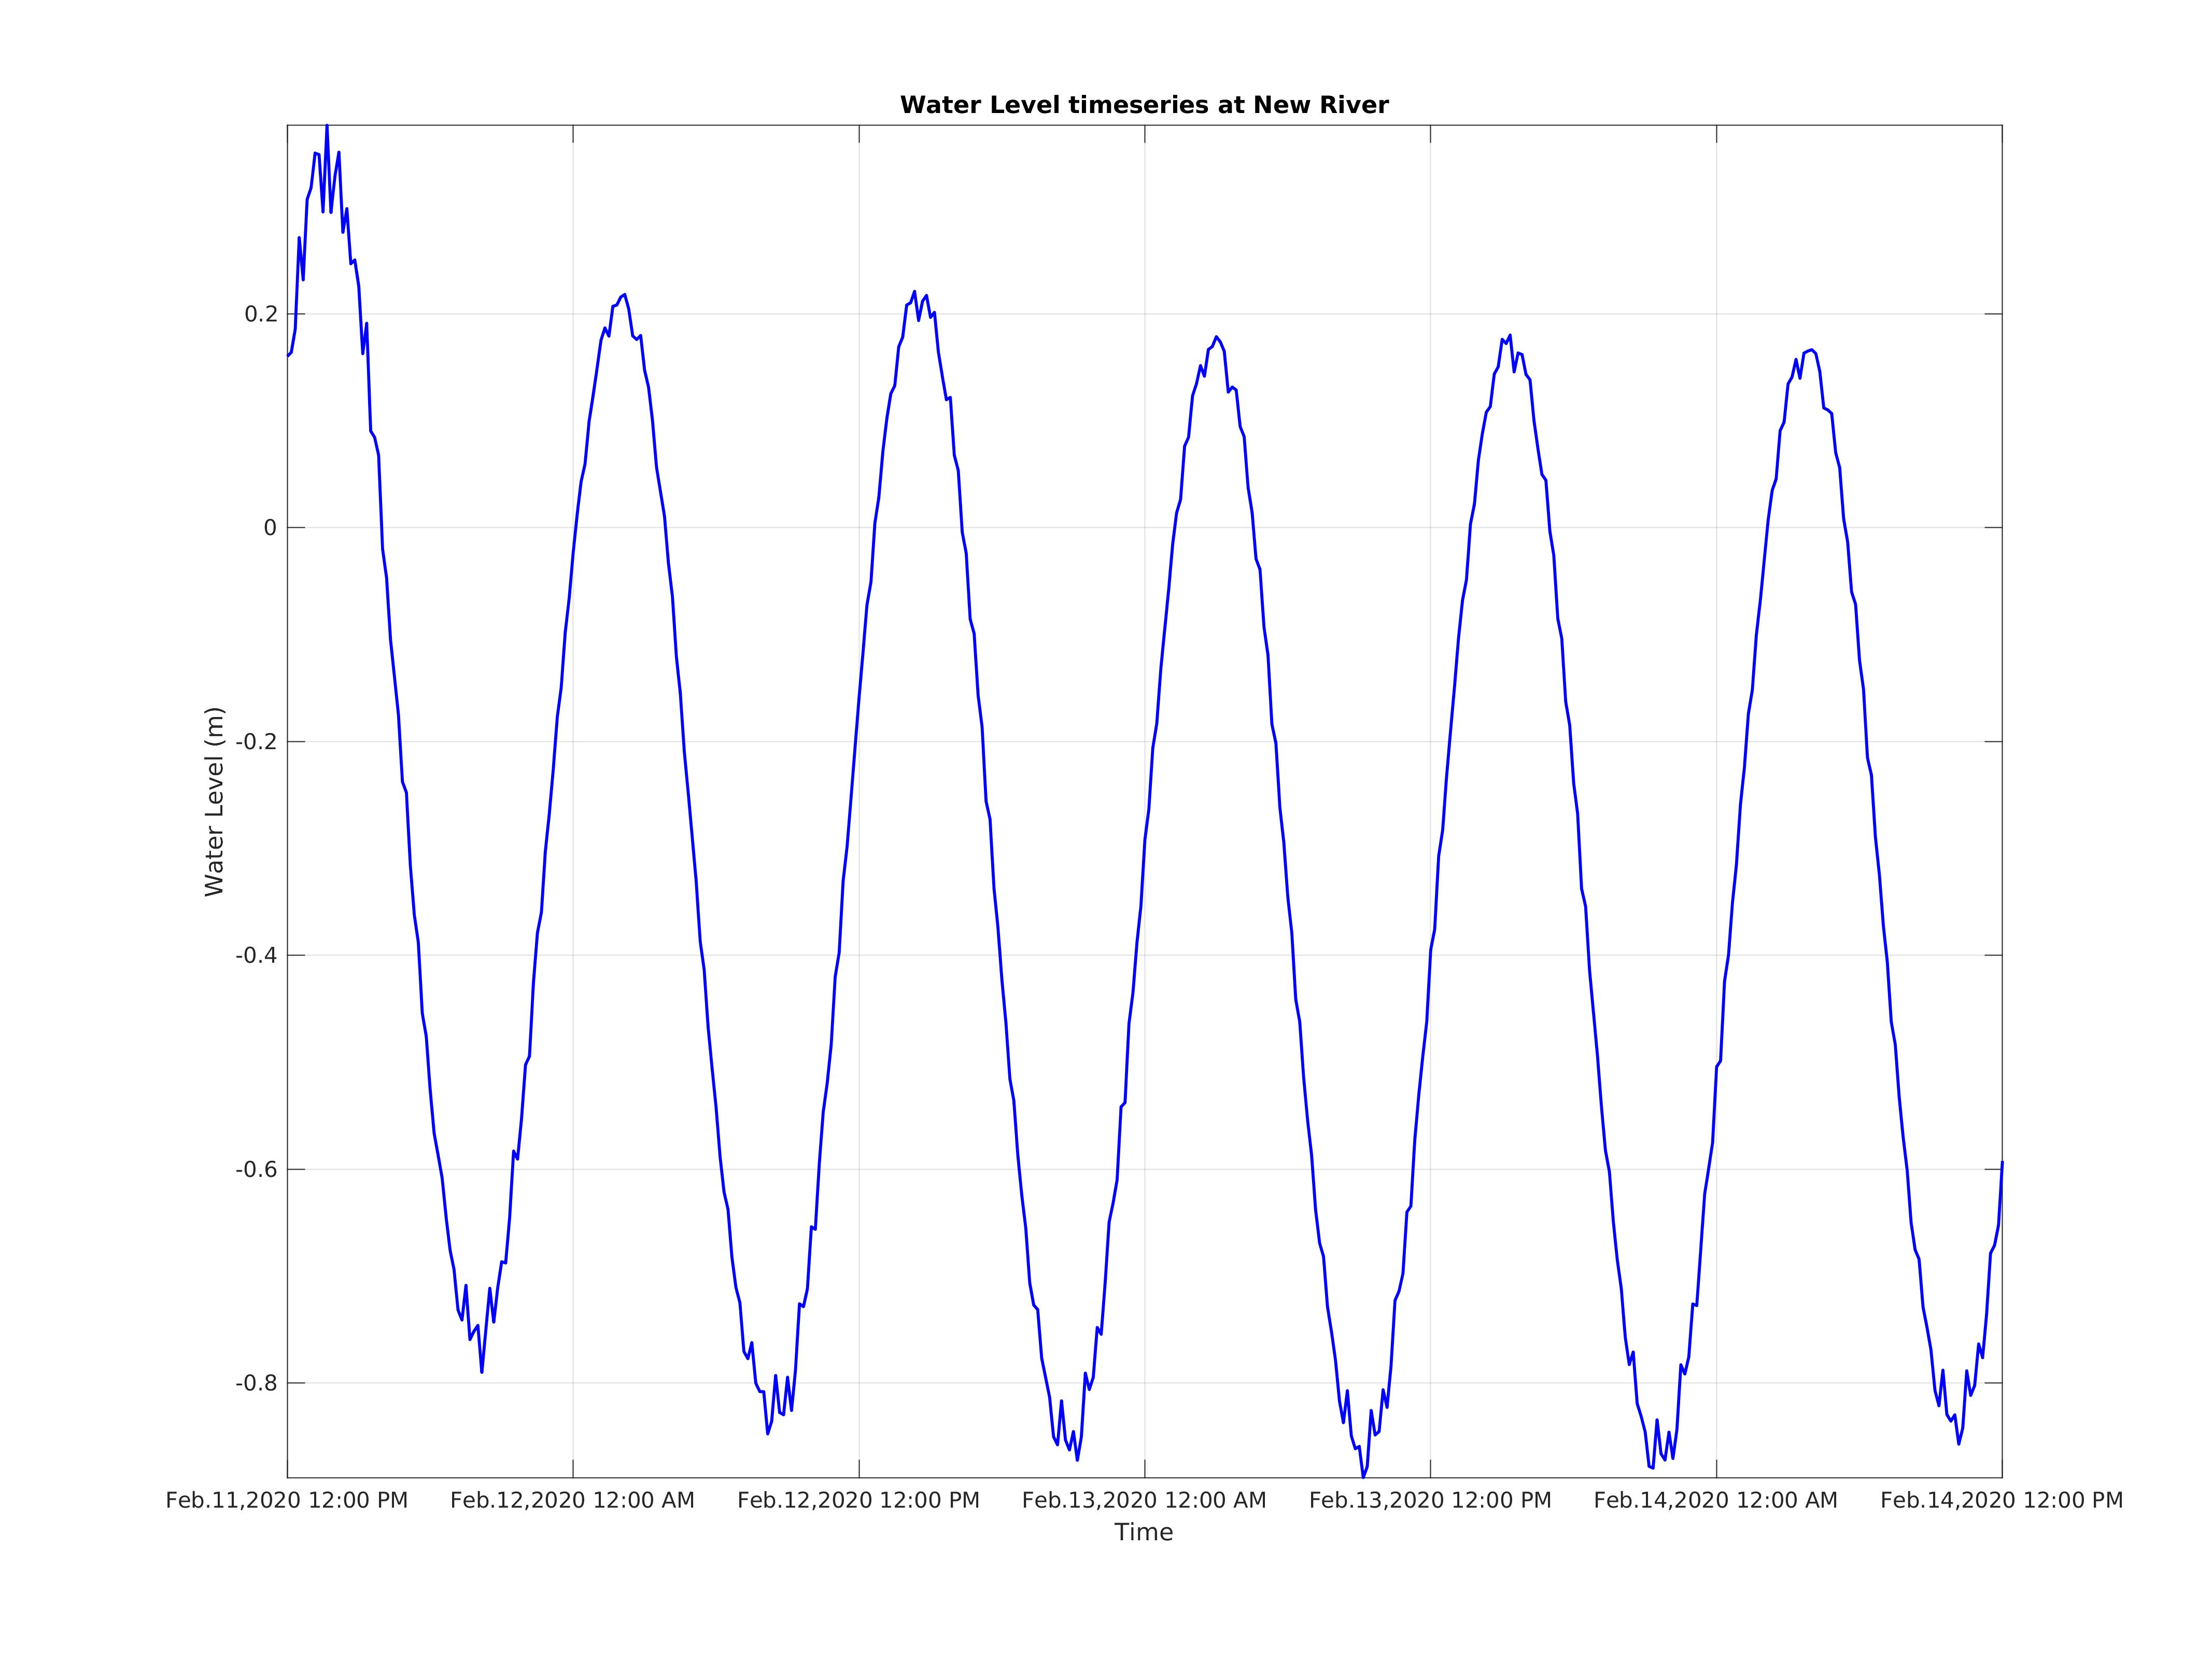 Water Level timeseries at New River
Water Level (m)
0.2
0
-0.2
-0.4
-0.6
-0.8
Feb.11,2020 12:00 PM
Feb.12,2020 12:00 AM
Feb.12,2020 12:00 PM
Feb.13,2020 12:00 AM
Feb.13,2020 12:00 PM
Feb.14,2020 12:00 AM
Feb.14,2020 12:00 PM
Time